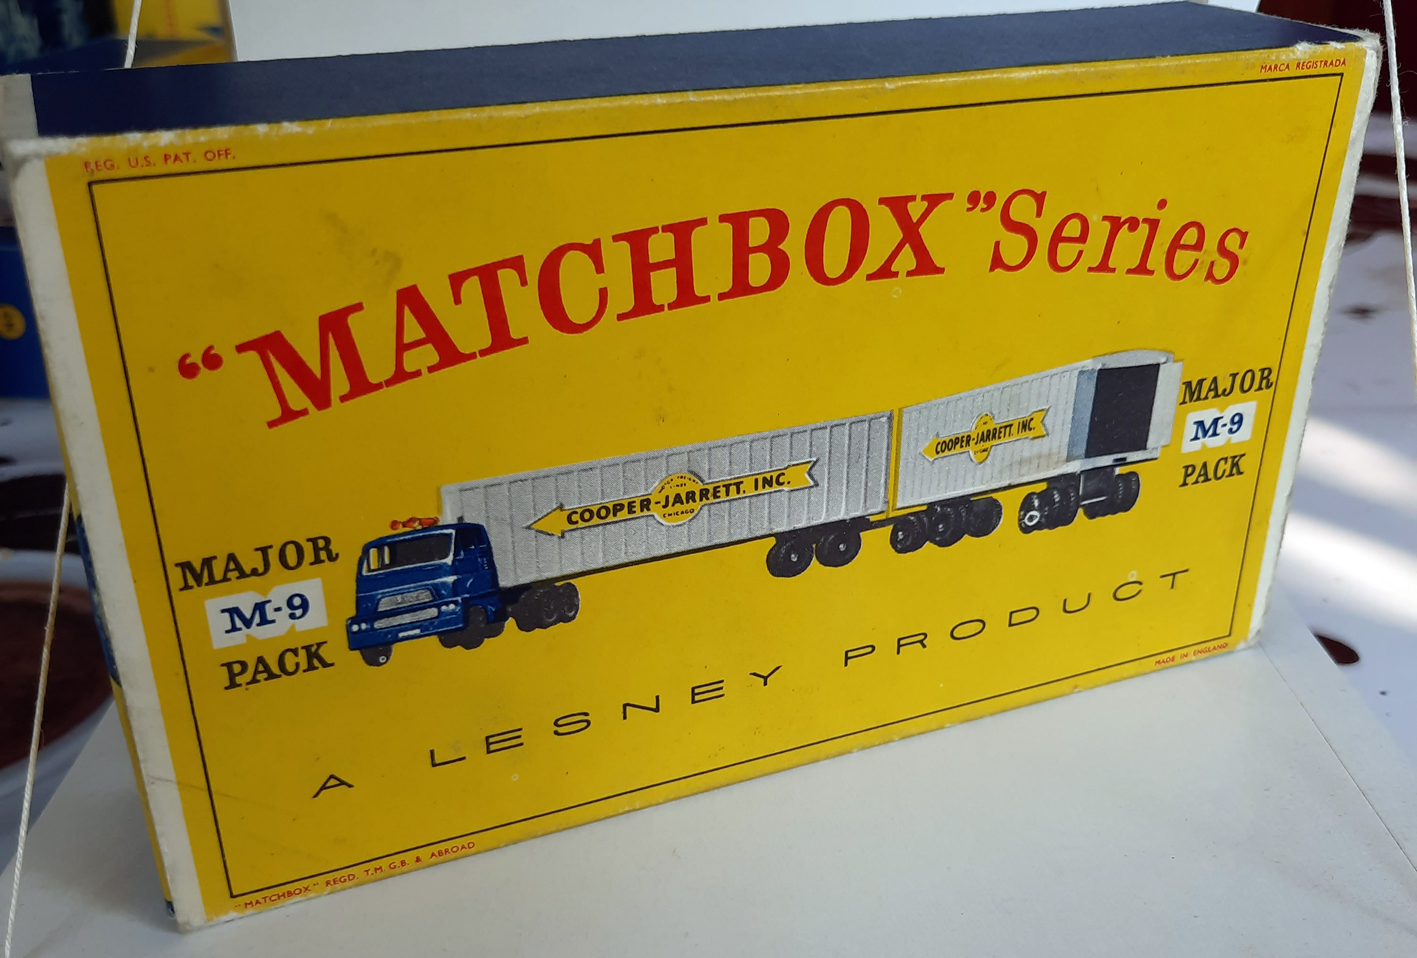 REG. U.S. PAT. OFF.
MARCA REGISTRADA
"MATCHBOX" Series
MAJOR
M-9
PACK
COOPER-JARRETT, INC.
CHICAGO
COOPER-JARRETT, INC.
MAJOR
M-9
PACK
A LESNEY PRODUCT
"MATCHBOX" REGD. T.M G.B. & ABROAD
MADE IN ENGLAND